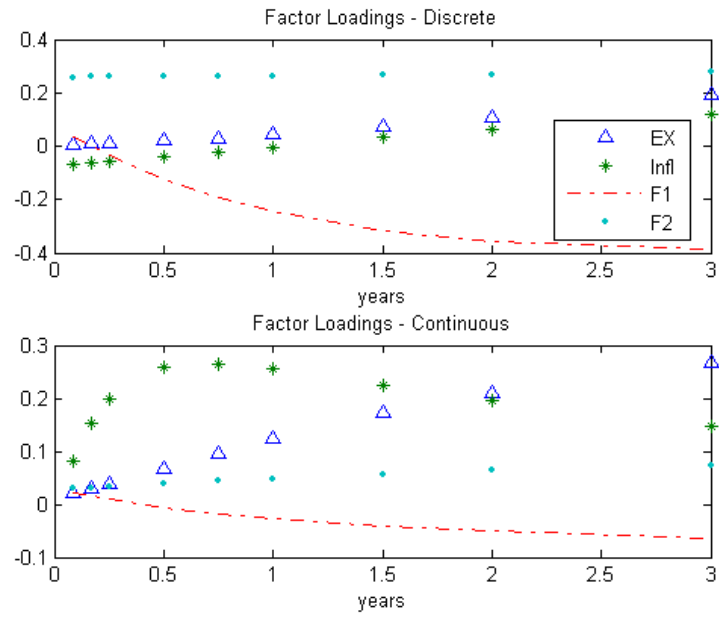 Factor Loadings - Discrete
0.4
0.2
0
-0.2
-0.4
EX
Infl
F1
F2
0 0.5 1 1.5 2 2.5 3
years
Factor Loadings - Continuous
0.3
0.2
0.1
0
-0.1
0 0.5 1 1.5 2 2.5 3
years